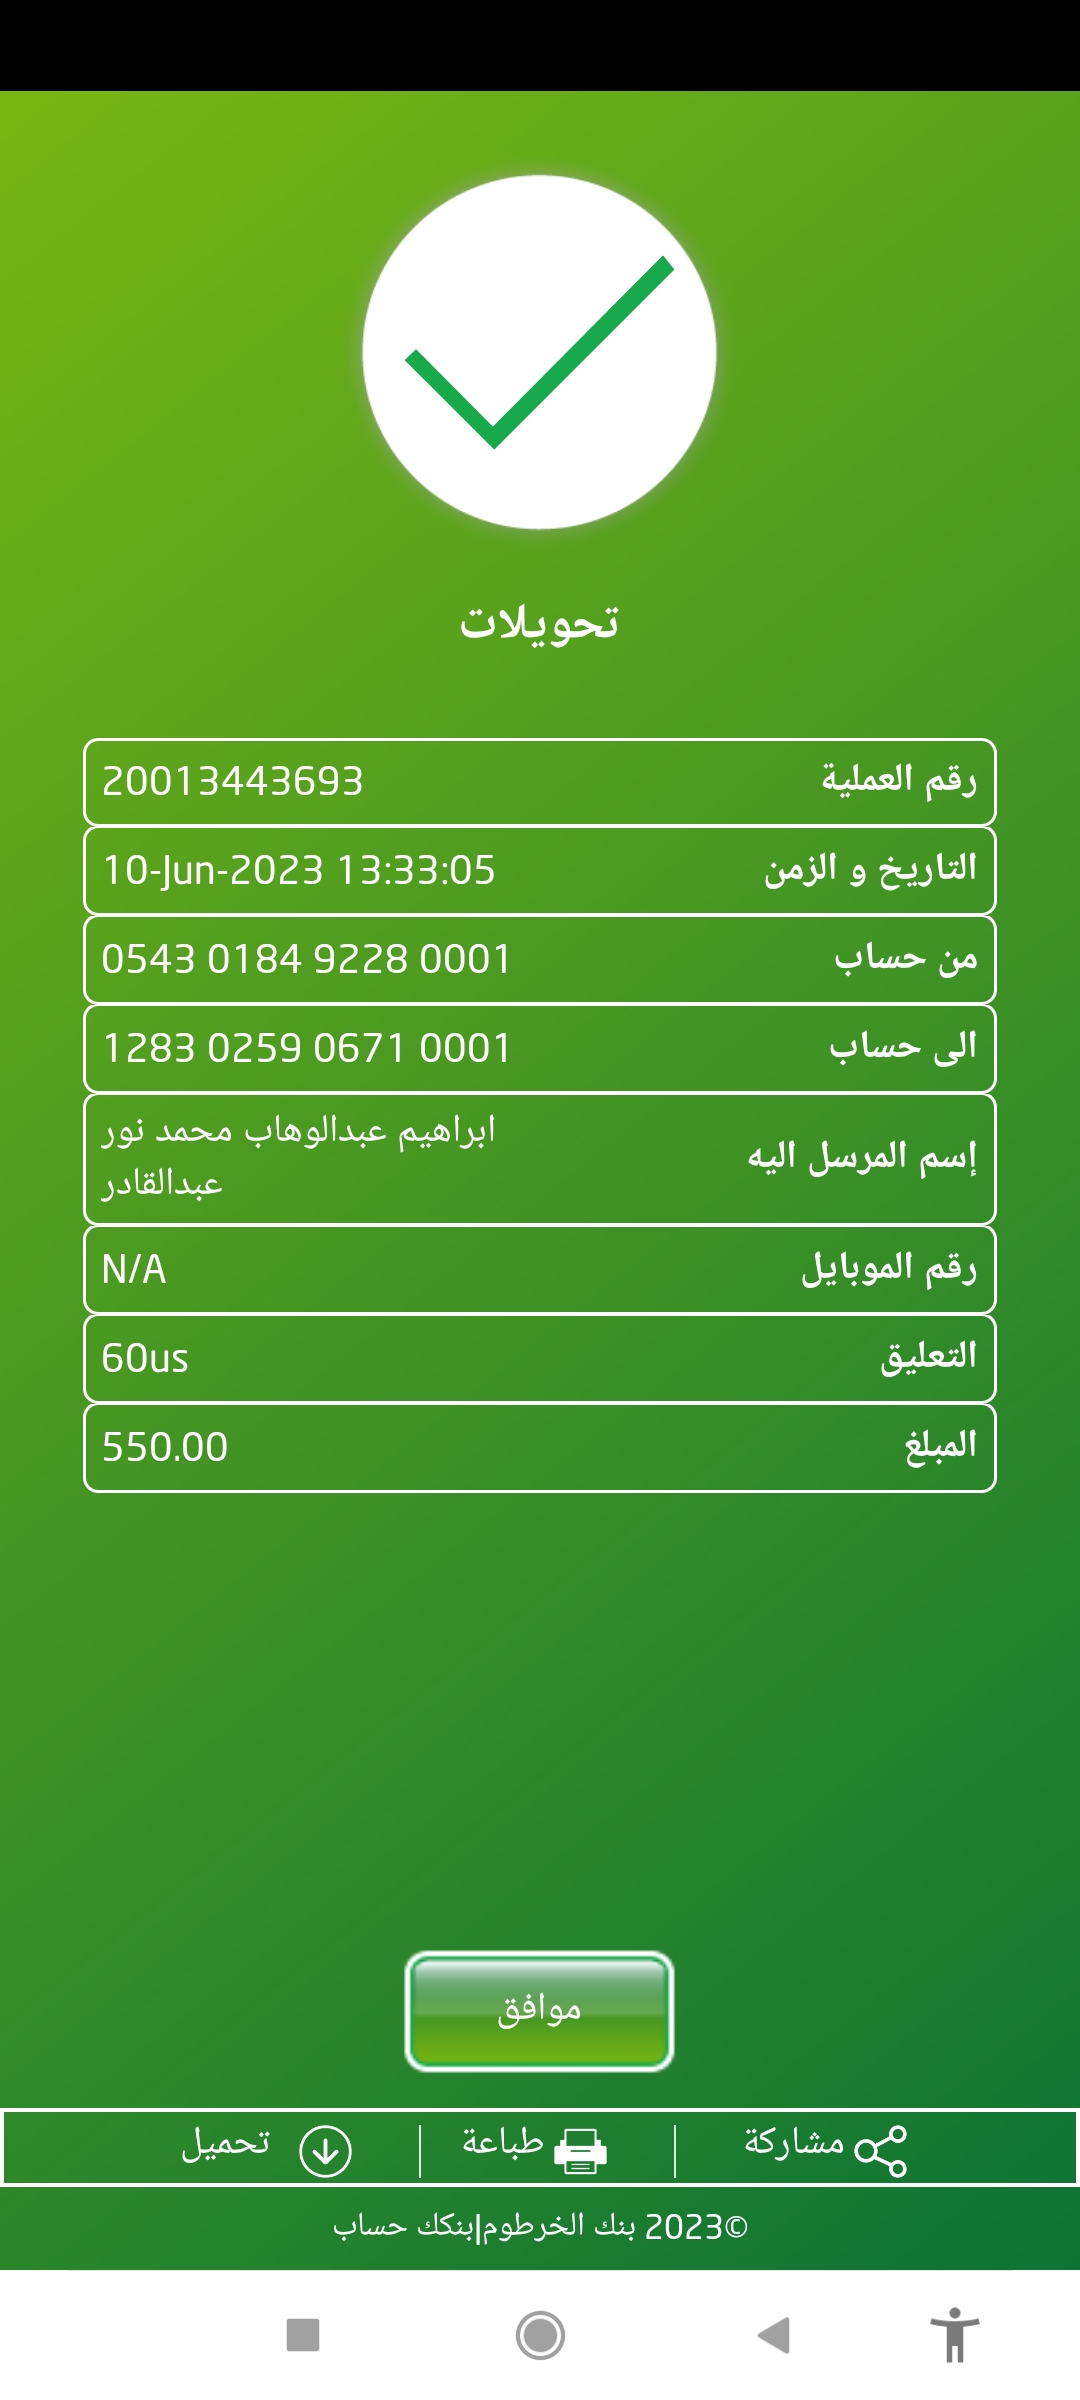 تحويلات
رقم العملية 20013443693
التاريخ و الزمن 10-Jun-2023 13:33:05
من حساب 0543 0184 9228 0001
الى حساب 1283 0259 0671 0001
إسم المرسل اليه ابراهيم عبدالوهاب محمد نور
عبدالقادر
رقم الموبايل N/A
التعليق 60us
المبلغ 550.00
موافق
مشاركة طباعة تحميل
©2023 بنك الخرطوم|بنكك حساب